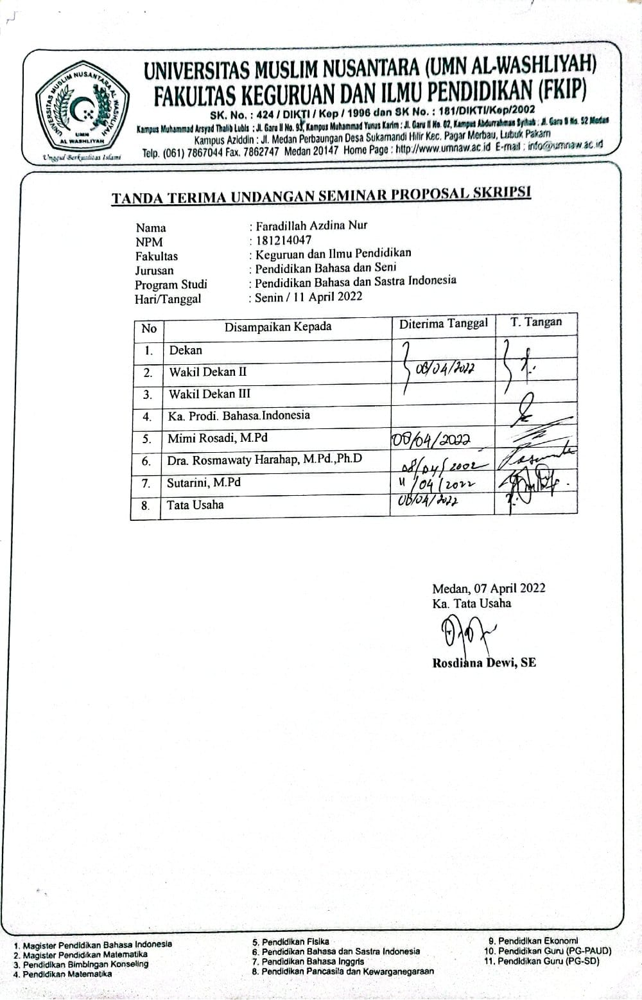 UNIVERSITAS MUSLIM NUSANTARA (UMN AL-WASHLIYAH)
FAKULTAS KEGURUAN DAN ILMU PENDIDIKAN (FKIP)
SK. No. : 424 / DIKTI / Kep / 1996 dan SK No. : 181/DIKTI/Kep/2002
Kampus Muhammad Arsyad Thalib Lubis : Jl. Garu II No. 93, Kampus Muhammad Yunus Karim : Jl. Garu II No. 02, Kampus Abdurrahman Syihab : Jl. Garu II No. 52 Medan
Kampus Aziddin : Jl. Medan Perbaungan Desa Sukamandi Hilir Kec. Pagar Merbau, Lubuk Pakam
Telp. (061) 7867044 Fax. 7862747 Medan 20147 Home Page : http://www.umnaw.ac.id E-mail : info@umnaw.ac.id
UNIVERSITAS MUSLIM NUSANTARA AL WASHLIYAH
UMN
AL WASHLIYAH
Unggul Berkualitas Islami
TANDA TERIMA UNDANGAN SEMINAR PROPOSAL SKRIPSI
Nama : Faradillah Azdina Nur
NPM : 181214047
Fakultas : Keguruan dan Ilmu Pendidikan
Jurusan : Pendidikan Bahasa dan Seni
Program Studi : Pendidikan Bahasa dan Sastra Indonesia
Hari/Tanggal : Senin / 11 April 2022
No Disampaikan Kepada Diterima Tanggal T. Tangan
1. Dekan
2. Wakil Dekan II 08/04/2022
3. Wakil Dekan III
4. Ka. Prodi. Bahasa.Indonesia
5. Mimi Rosadi, M.Pd 08/04/2022
6. Dra. Rosmawaty Harahap, M.Pd.,Ph.D 08/04/2002
7. Sutarini, M.Pd 11/04/2022
8. Tata Usaha 08/04/2022
Medan, 07 April 2022
Ka. Tata Usaha
Rosdiana Dewi, SE
1. Magister Pendidikan Bahasa Indonesia
2. Magister Pendidikan Matematika
3. Pendidikan Bimbingan Konseling
4. Pendidikan Matematika
5. Pendidikan Fisika
6. Pendidikan Bahasa dan Sastra Indonesia
7. Pendidikan Bahasa Inggris
8. Pendidikan Pancasila dan Kewarganegaraan
9. Pendidikan Ekonomi
10. Pendidikan Guru (PG-PAUD)
11. Pendidikan Guru (PG-SD)